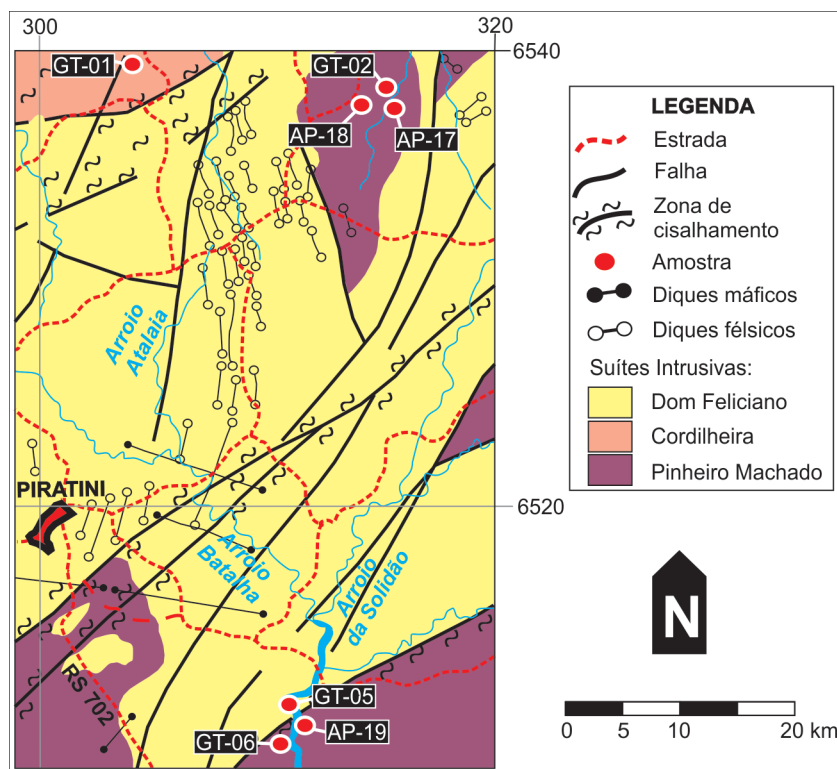 300
320
6540
GT-01
GT-02
AP-18
AP-17
Arroio
Atalaia
PIRATINI
6520
Arroio
Batalha
Arroio
da Solidão
RS 702
GT-05
AP-19
GT-06
LEGENDA
Estrada
Falha
Zona de
cisalhamento
Amostra
Diques máficos
Diques félsicos
Suítes Intrusivas:
Dom Feliciano
Cordilheira
Pinheiro Machado
N
0 5 10 20 km